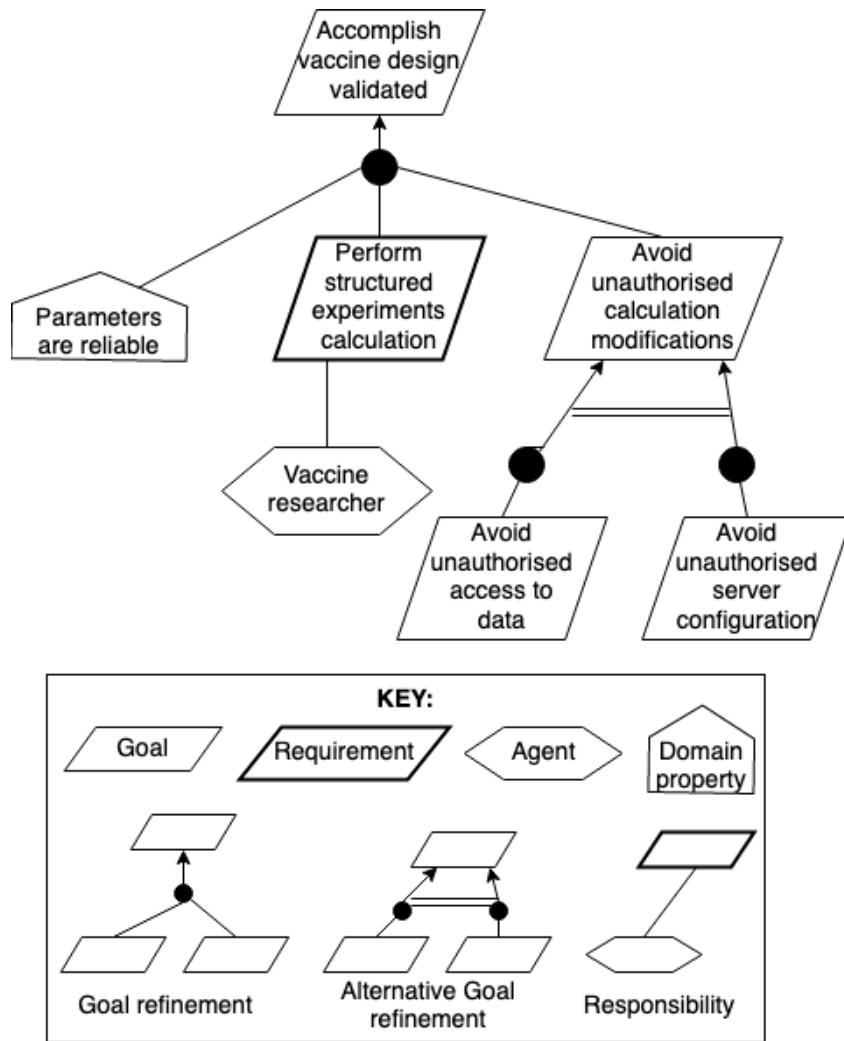 Accomplish
vaccine design
validated
Parameters
are reliable
Perform
structured
experiments
calculation
Avoid
unauthorised
calculation
modifications
Vaccine
researcher
Avoid
unauthorised
access to
data
Avoid
unauthorised
server
configuration
KEY:
Goal
Requirement
Agent
Domain
property
Goal refinement
Alternative Goal
refinement
Responsibility